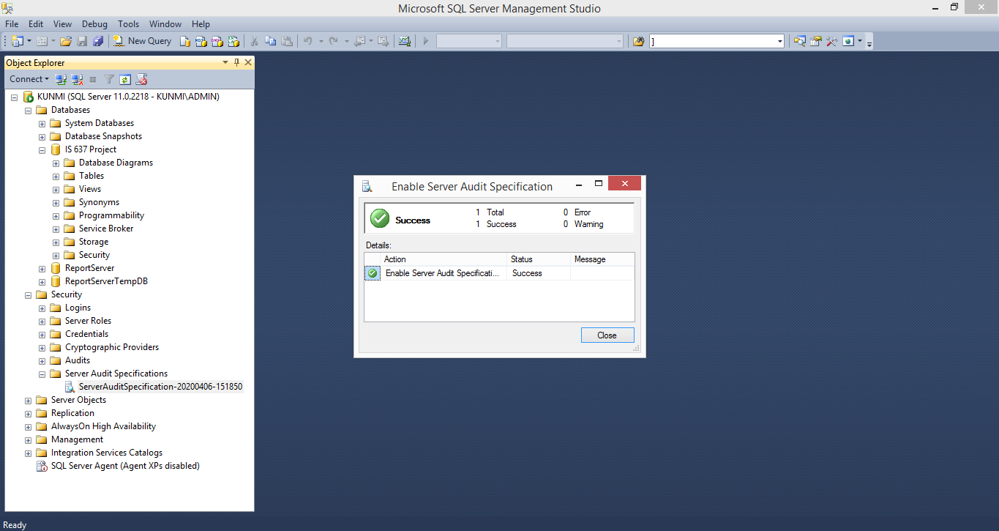 Microsoft SQL Server Management Studio
File Edit View Debug Tools Window Help
New Query
]
Object Explorer
Connect
KUNMI (SQL Server 11.0.2218 - KUNMI\ADMIN)
Databases
System Databases
Database Snapshots
IS 637 Project
Database Diagrams
Tables
Views
Synonyms
Programmability
Service Broker
Storage
Security
ReportServer
ReportServerTempDB
Security
Logins
Server Roles
Credentials
Cryptographic Providers
Audits
Server Audit Specifications
ServerAuditSpecification-20200406-151850
Server Objects
Replication
AlwaysOn High Availability
Management
Integration Services Catalogs
SQL Server Agent (Agent XPs disabled)
Enable Server Audit Specification
Success
1 Total 0 Error
1 Success 0 Warning
Details:
Action Status Message
Enable Server Audit Specificati... Success
Close
Ready